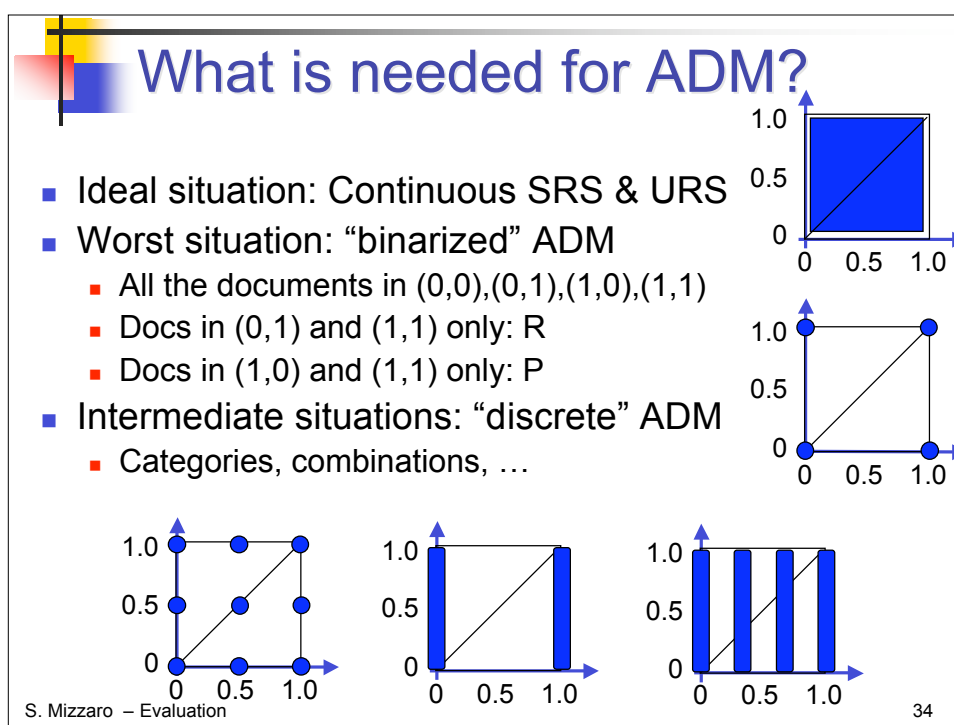 What is needed for ADM?
Ideal situation: Continuous SRS & URS
Worst situation: “binarized” ADM
All the documents in (0,0),(0,1),(1,0),(1,1)
Docs in (0,1) and (1,1) only: R
Docs in (1,0) and (1,1) only: P
Intermediate situations: “discrete” ADM
Categories, combinations, …
1.0
0.5
0
0 0.5 1.0
1.0
0.5
0
0 0.5 1.0
1.0
0.5
0
0 0.5 1.0
1.0
0.5
0
0 0.5 1.0
1.0
0.5
0
0 0.5 1.0
S. Mizzaro – Evaluation
34